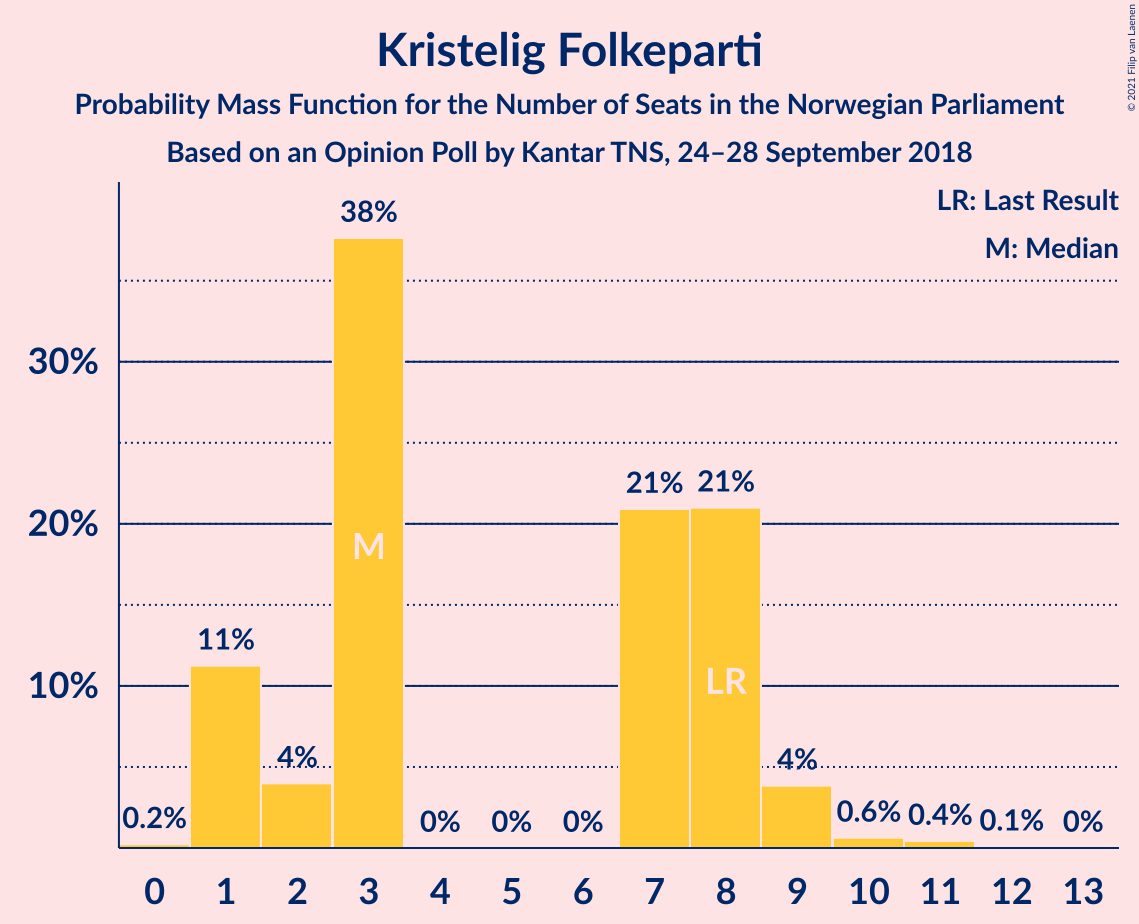 Kristelig Folkeparti
Probability Mass Function for the Number of Seats in the Norwegian Parliament
Based on an Opinion Poll by Kantar TNS, 24–28 September 2018
© 2021 Filip van Laenen
LR: Last Result
M: Median
38%
30%
21% 21%
20%
M
11%
10%
LR
4%
4%
0.2%
0% 0% 0%
0.6% 0.4% 0.1% 0%
0 1 2 3 4 5 6 7 8 9 10 11 12 13